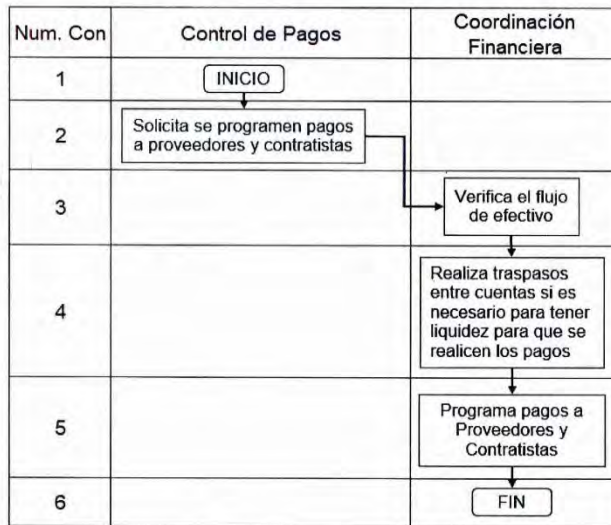 Num. Con
Control de Pagos
Coordinación
Financiera
1
INICIO
2
Solicita se programen pagos
a proveedores y contratistas
3
Verifica el flujo
de efectivo
4
Realiza traspasos
entre cuentas si es
necesario para tener
liquidez para que se
realicen los pagos
5
Programa pagos a
Proveedores y
Contratistas
6
FIN